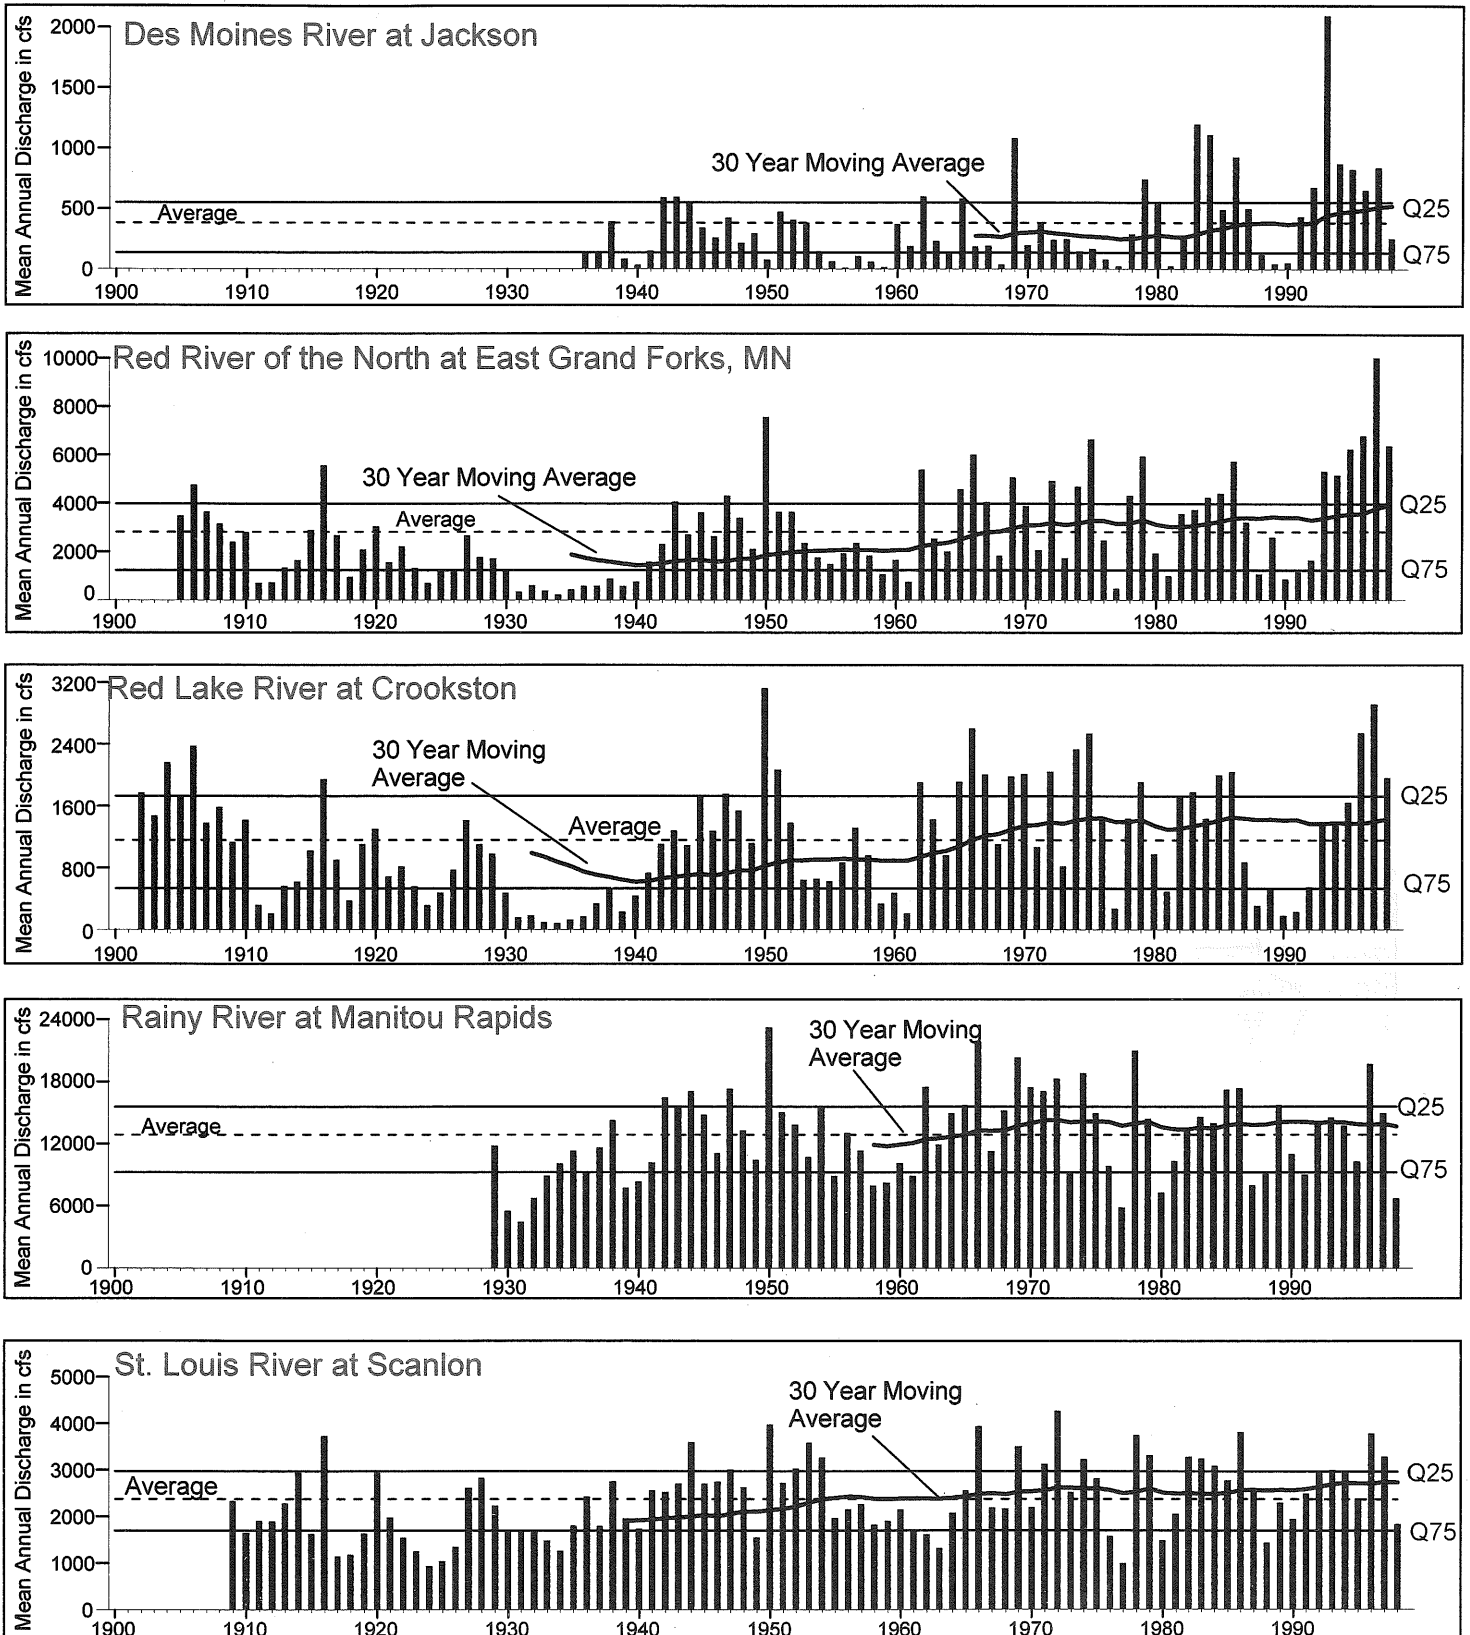 Mean Annual Discharge in cfs
Des Moines River at Jackson
2000
1500
1000
500
0
30 Year Moving Average
Average
Q25
Q75
1900 1910 1920 1930 1940 1950 1960 1970 1980 1990
Mean Annual Discharge in cfs
Red River of the North at East Grand Forks, MN
10000
8000
6000
4000
2000
0
30 Year Moving Average
Average
Q25
Q75
1900 1910 1920 1930 1940 1950 1960 1970 1980 1990
Mean Annual Discharge in cfs
Red Lake River at Crookston
3200
2400
1600
800
0
30 Year Moving
Average
Average
Q25
Q75
1900 1910 1920 1930 1940 1950 1960 1970 1980 1990
Mean Annual Discharge in cfs
Rainy River at Manitou Rapids
24000
18000
12000
6000
0
30 Year Moving
Average
Average
Q25
Q75
1900 1910 1920 1930 1940 1950 1960 1970 1980 1990
Mean Annual Discharge in cfs
St. Louis River at Scanlon
5000
4000
3000
2000
1000
0
30 Year Moving
Average
Average
Q25
Q75
1900 1910 1920 1930 1940 1950 1960 1970 1980 1990